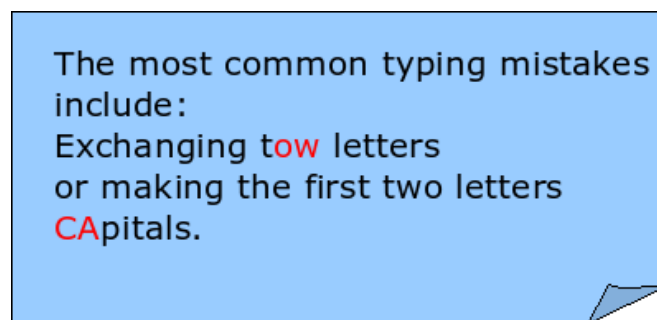 The most common typing mistakes
include:
Exchanging tow letters
or making the first two letters
CApitals.